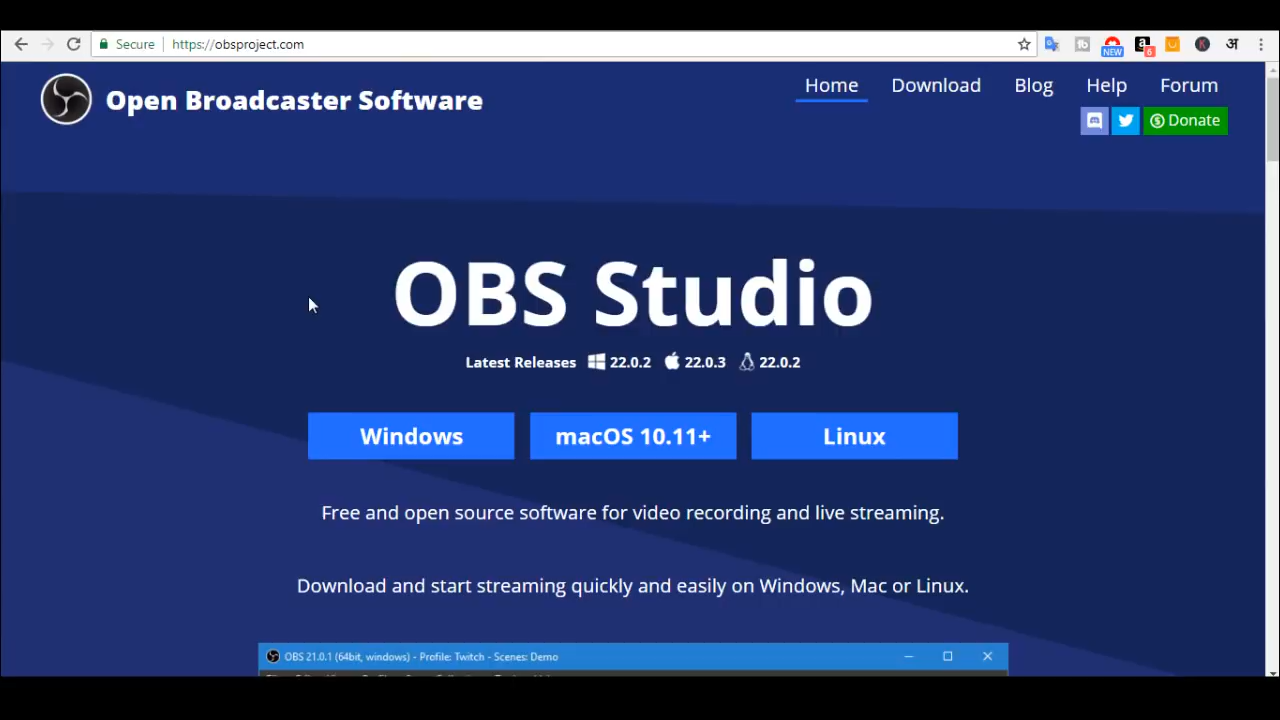 Secure
https://obsproject.com
NEW
a
6
K
अ
Open Broadcaster Software
Home
Download
Blog
Help
Forum
Donate
OBS Studio
Latest Releases 22.0.2 22.0.3 22.0.2
Windows
macOS 10.11+
Linux
Free and open source software for video recording and live streaming.
Download and start streaming quickly and easily on Windows, Mac or Linux.
OBS 21.0.1 (64bit, windows) - Profile: Twitch - Scenes: Demo